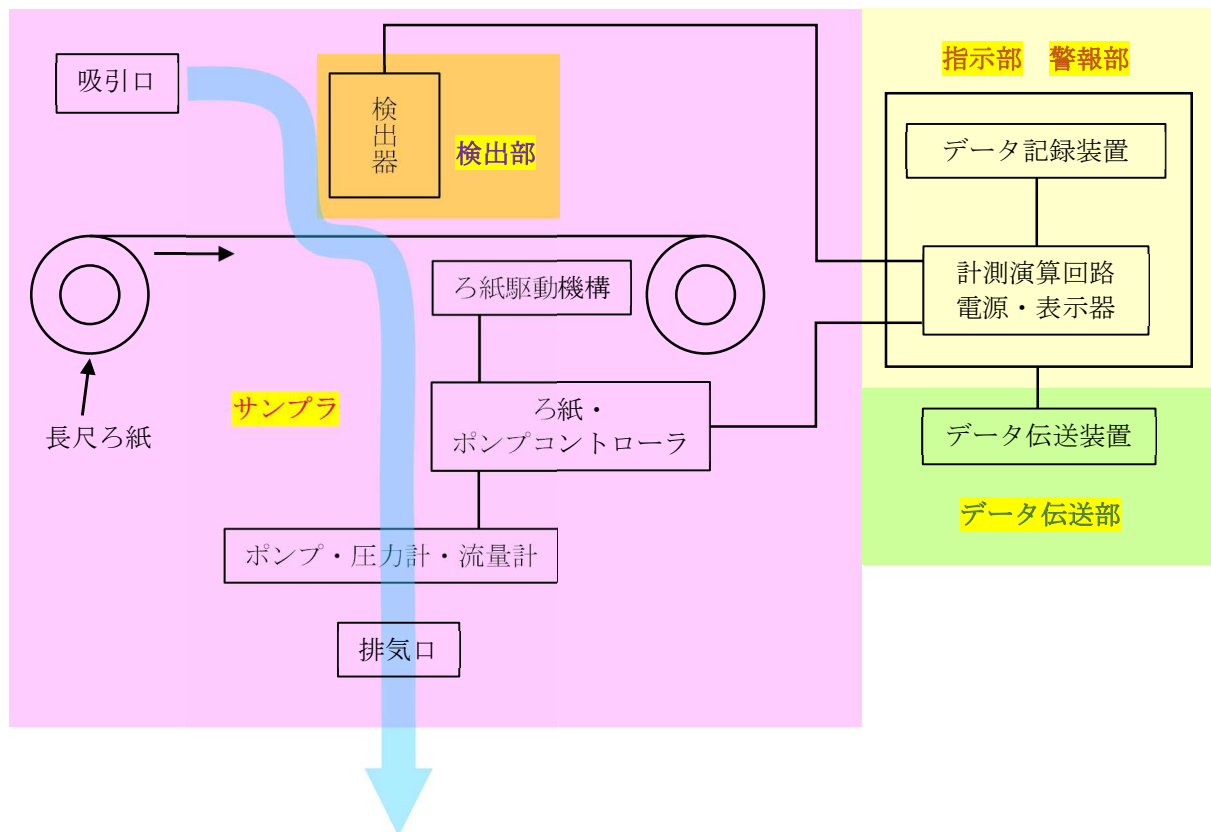 吸引口
検出器
検出部
指示部 警報部
データ記録装置
計測演算回路
電源・表示器
ろ紙駆動機構
サンプラ
長尺ろ紙
ろ紙・
ポンプコントローラ
データ伝送装置
データ伝送部
ポンプ・圧力計・流量計
排気口